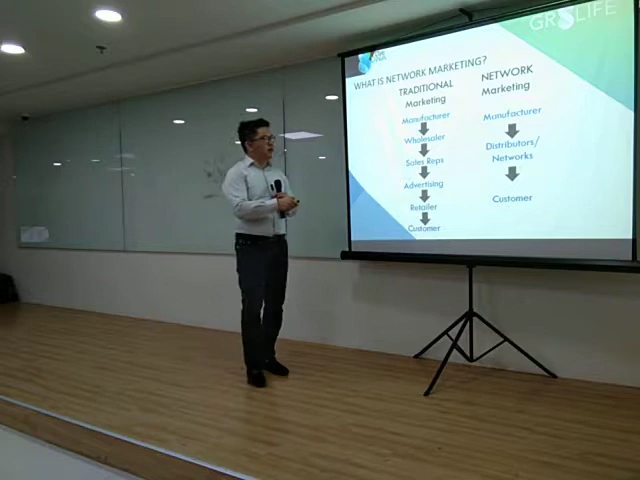 GRSLIFE
WHAT IS NETWORK MARKETING?
TRADITIONAL
Marketing
Manufacturer
Wholesaler
Sales Reps
Advertising
Retailer
Customer
NETWORK
Marketing
Manufacturer
Distributors/
Networks
Customer